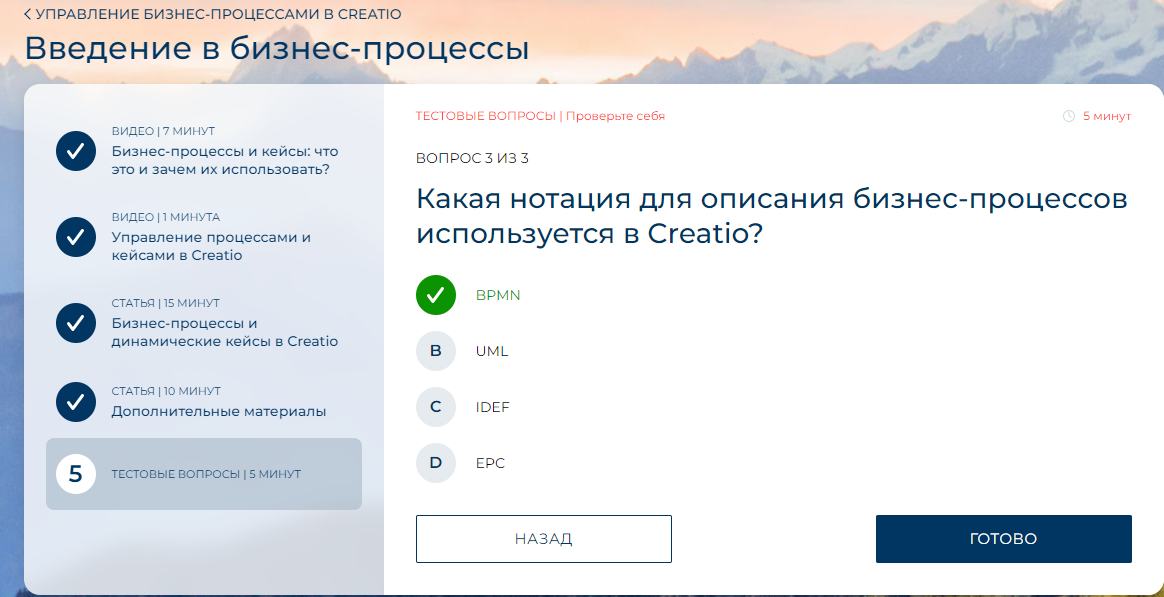 < УПРАВЛЕНИЕ БИЗНЕС-ПРОЦЕССАМИ В CREATIO
Введение в бизнес-процессы
ВИДЕО | 7 МИНУТ
Бизнес-процессы и кейсы: что
это и зачем их использовать?
ВИДЕО | 1 МИНУТА
Управление процессами и
кейсами в Creatio
СТАТЬЯ | 15 МИНУТ
Бизнес-процессы и
динамические кейсы в Creatio
СТАТЬЯ | 10 МИНУТ
Дополнительные материалы
5
ТЕСТОВЫЕ ВОПРОСЫ | 5 МИНУТ
ТЕСТОВЫЕ ВОПРОСЫ | Проверьте себя
5 минут
ВОПРОС 3 ИЗ 3
Какая нотация для описания бизнес-процессов
используется в Creatio?
BPMN
B UML
C IDEF
D EPC
НАЗАД
ГОТОВО